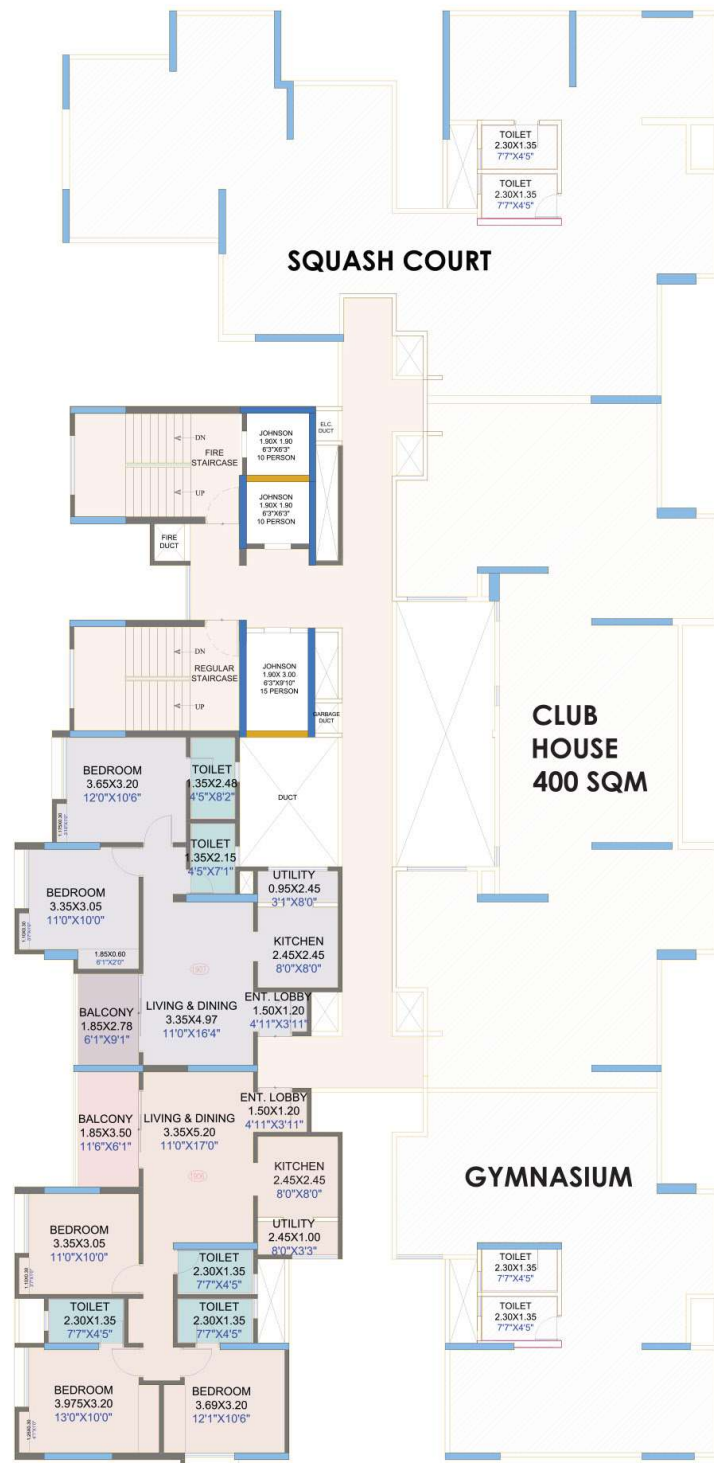 TOILET
2.30X1.35
7'7"X4'5"
TOILET
2.30X1.35
7'7"X4'5"
SQUASH COURT
JOHNSON
1.90X 1.90
6'3"X6'3"
10 PERSON
ELC.
DUCT
DN
FIRE
STAIRCASE
UP
JOHNSON
1.90X 1.90
6'3"X6'3"
10 PERSON
FIRE
DUCT
DN
REGULAR
STAIRCASE
UP
JOHNSON
1.90X 3.00
6'3"X9'10"
15 PERSON
GARBAGE
DUCT
CLUB
HOUSE
400 SQM
BEDROOM
3.65X3.20
12'0"X10'6"
TOILET
1.35X2.48
4'5"X8'2"
DUCT
TOILET
1.35X2.15
4'5"X7'1"
BEDROOM
3.35X3.05
11'0"X10'0"
UTILITY
0.95X2.45
3'1"X8'0"
1.85X0.60
6'1"X2'0"
KITCHEN
2.45X2.45
8'0"X8'0"
BALCONY
1.85X2.78
6'1"X9'1"
LIVING & DINING
3.35X4.97
11'0"X16'4"
ENT. LOBBY
1.50X1.20
4'11"X3'11"
BALCONY
1.85X3.50
11'6"X6'1"
LIVING & DINING
3.35X5.20
11'0"X17'0"
ENT. LOBBY
1.50X1.20
4'11"X3'11"
KITCHEN
2.45X2.45
8'0"X8'0"
GYMNASIUM
BEDROOM
3.35X3.05
11'0"X10'0"
UTILITY
2.45X1.00
8'0"X3'3"
TOILET
2.30X1.35
7'7"X4'5"
TOILET
2.30X1.35
7'7"X4'5"
TOILET
2.30X1.35
7'7"X4'5"
TOILET
2.30X1.35
7'7"X4'5"
TOILET
2.30X1.35
7'7"X4'5"
BEDROOM
3.975X3.20
13'0"X10'0"
BEDROOM
3.69X3.20
12'1"X10'6"